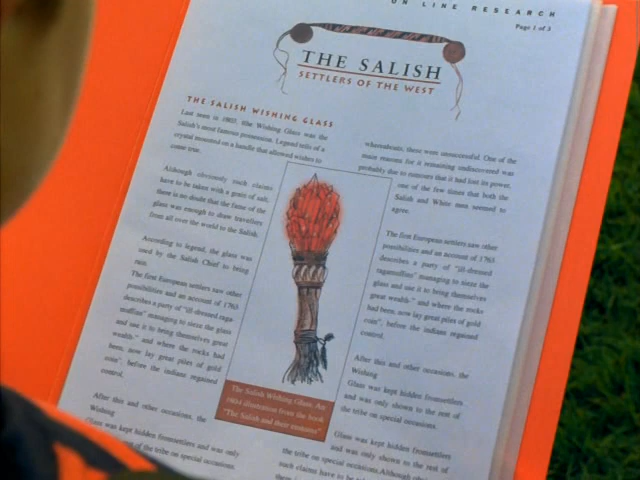 ON LINE RESEARCH
Page 1 of 3
THE SALISH
SETTLERS OF THE WEST
THE SALISH WISHING GLASS
Last seen in 1807, the Wishing Glass was the
Salish's most famous possession. Legend tells of a
crystal mounted on a handle that allowed wishes to
come true.
Although obviously such claims
have to be taken with a grain of salt,
there is no doubt that the fame of the
glass was enough to draw travellers
from all over the world to the Salish.
According to legend, the glass was
used by the Salish Chief to bring
rain.
The first European settlers saw other
possibilities and an account of 1763
describes a party of "ill-dressed raga-
muffins" managing to sieze the glass
and use it to bring themselves great
wealth." and where the rocks had
been, now lay great piles of gold
coin", before the indians regained
control.
After this and other occasions, the
Wishing
Glass was kept hidden fromsettlers and was only
of the tribe on special occasions.
whereabouts, these were unsuccessful. One of the
main reasons for it remaining undiscovered was
probably due to rumours that it had lost its power,
one of the few times that both the
Salish and White men seemed to
agree.
The first European settlers saw other
possibilities and an account of 1763
describes a party of "ill-dressed
ragamuffins" managing to sieze the
glass and use it to bring themselves
great wealth." and where the rocks
had been, now lay great piles of gold
coin", before the indians regained
control.
After this and other occasions, the
Wishing
Glass was kept hidden fromsettlers
and was only shown to the rest of
the tribe on special occasions.
Glass was kept hidden fromsettlers
and was only shown to the rest of
the tribe on special occasions.Although
such claims have to be
The Salish Wishing Glass. An
1804 illustration from the book
"The Salish and their customs"